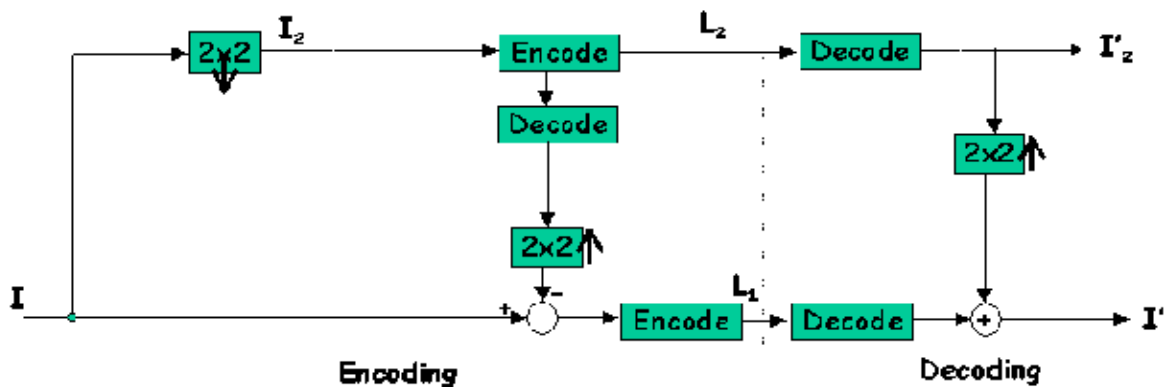 I₂
L₂
2x2
Encode
Decode
I'₂
Decode
2x2
2x2
I
+
-
L₁
Encode
Decode
+
I'
Encoding
Decoding